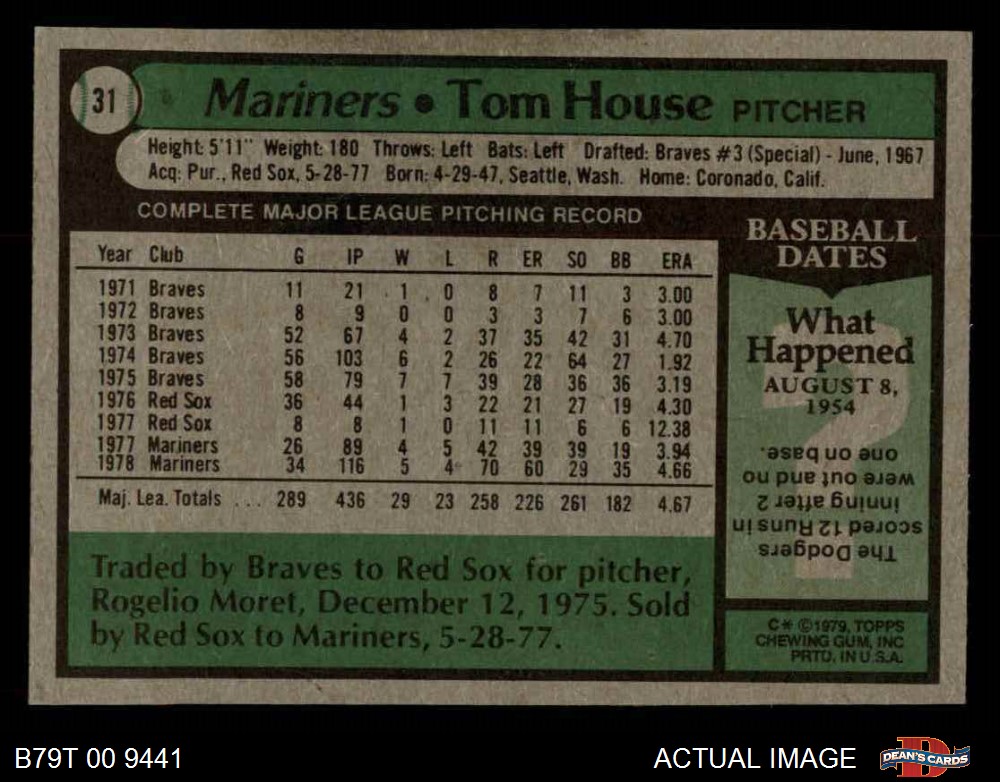 31
Mariners • Tom House PITCHER
Height: 5'11" Weight: 180 Throws: Left Bats: Left Drafted: Braves #3 (Special) - June, 1967
Acq: Pur., Red Sox, 5-28-77 Born: 4-29-47, Seattle, Wash. Home: Coronado, Calif.
COMPLETE MAJOR LEAGUE PITCHING RECORD
Year Club G IP W L R ER SO BB ERA
1971 Braves 11 21 1 0 8 7 11 3 3.00
1972 Braves 8 9 0 0 3 3 7 6 3.00
1973 Braves 52 67 4 2 37 35 42 31 4.70
1974 Braves 56 103 6 2 26 22 64 27 1.92
1975 Braves 58 79 7 7 39 28 36 36 3.19
1976 Red Sox 36 44 1 3 22 21 27 19 4.30
1977 Red Sox 8 8 1 0 11 11 6 6 12.38
1977 Mariners 26 89 4 5 42 39 39 19 3.94
1978 Mariners 34 116 5 4 70 60 29 35 4.66
Maj. Lea. Totals ... 289 436 29 23 258 226 261 182 4.67
Traded by Braves to Red Sox for pitcher,
Rogelio Moret, December 12, 1975. Sold
by Red Sox to Mariners, 5-28-77.
BASEBALL
DATES
What
Happened
AUGUST 8,
1954
The Dodgers
scored 12 Runs in
inning after 2
were out and no
one on base.
C* ©1979, TOPPS
CHEWING GUM, INC
PRTD. IN U.S.A.
B79T 00 9441
ACTUAL IMAGE
DEAN'S CARDS